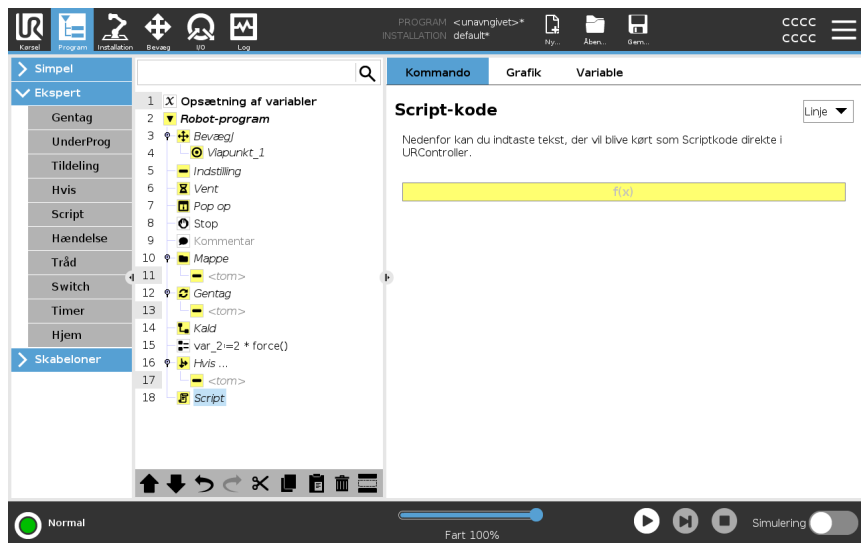 UR
Kørsel
Program
Installation
Bevæg
I/O
Log
PROGRAM <unavngivet>*
INSTALLATION default*
Ny...
Åben...
Gem...
CCCC
CCCC
Simpel
Ekspert
Gentag
UnderProg
Tildeling
Hvis
Script
Hændelse
Tråd
Switch
Timer
Hjem
Skabeloner
1 X Opsætning af variabler
2 Robot-program
3 BevægJ
4 Viapunkt_1
5 Indstilling
6 Vent
7 Pop op
8 Stop
9 Kommentar
10 Mappe
11 <tom>
12 Gentag
13 <tom>
14 Kald
15 var_2≔2 * force()
16 Hvis ...
17 <tom>
18 Script
Kommando
Grafik
Variable
Script-kode
Linje
Nedenfor kan du indtaste tekst, der vil blive kørt som Scriptkode direkte i
URController.
f(x)
Normal
Fart 100%
Simulering